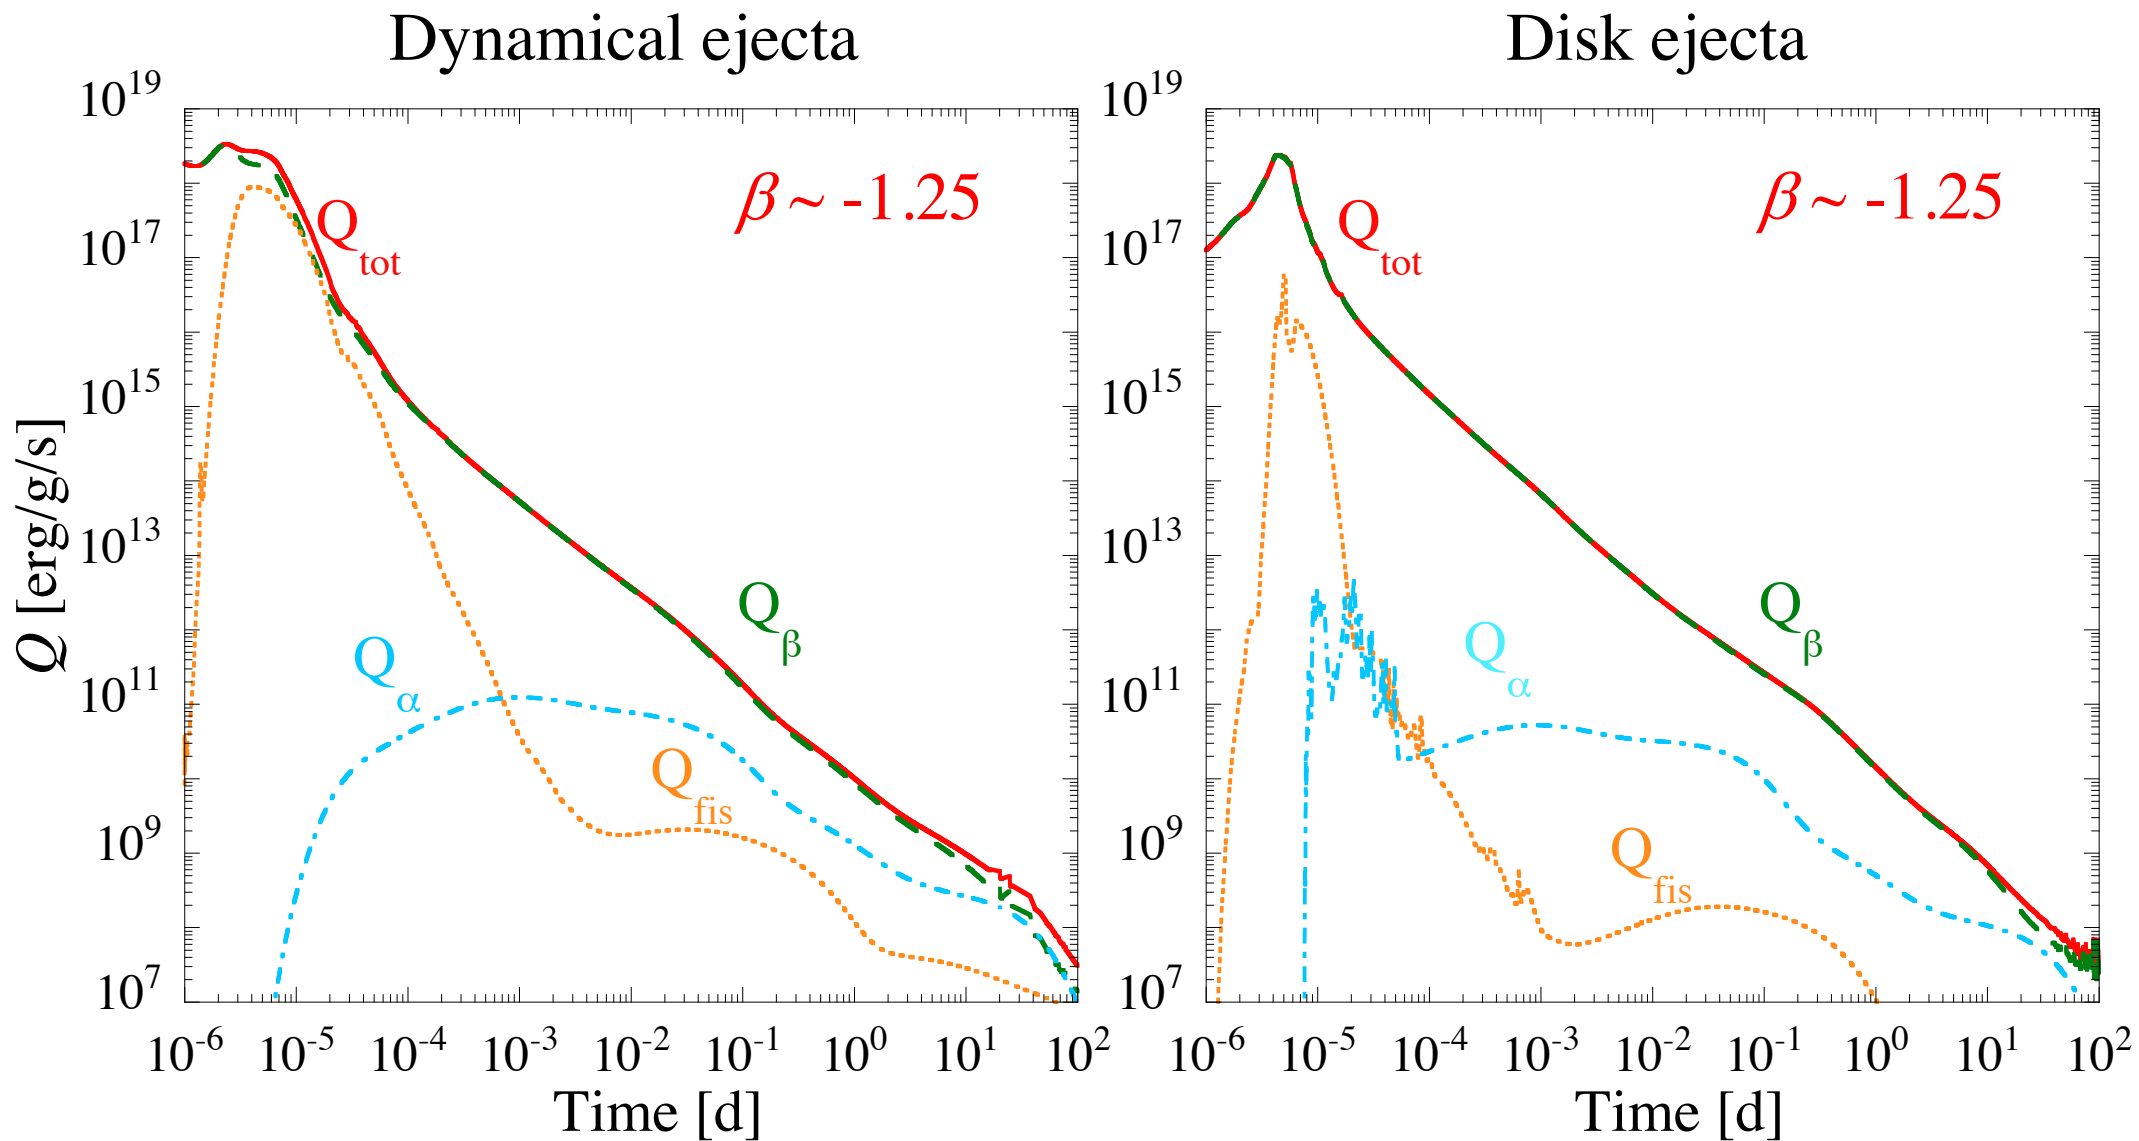 Dynamical ejecta
Disk ejecta
Q [erg/g/s]
10^19
10^17
10^15
10^13
10^11
10^9
10^7
β ~ -1.25
Q_tot
Q_β
Q_α
Q_fis
10^-6 10^-5 10^-4 10^-3 10^-2 10^-1 10^0 10^1 10^2
Time [d]
10^19
10^17
10^15
10^13
10^11
10^9
10^7
β ~ -1.25
Q_tot
Q_β
Q_α
Q_fis
10^-6 10^-5 10^-4 10^-3 10^-2 10^-1 10^0 10^1 10^2
Time [d]